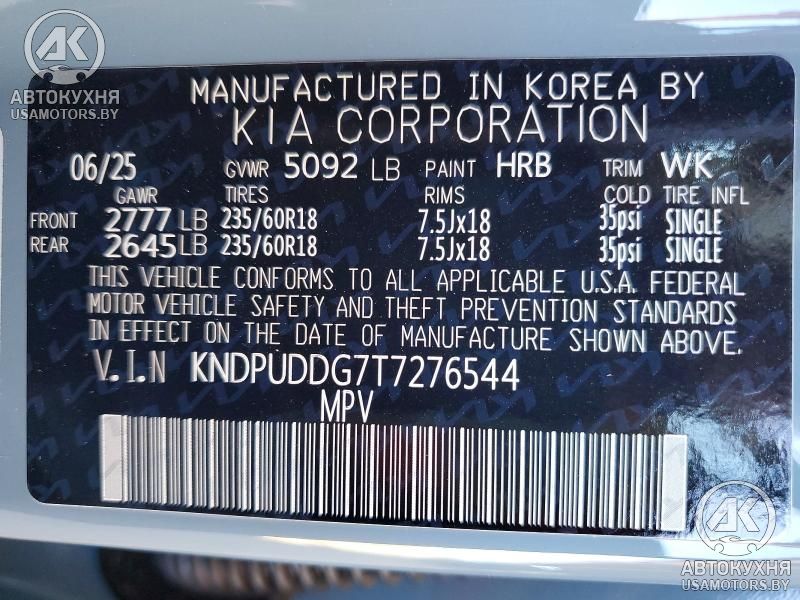 АВТОКУХНЯ
USAMOTORS.BY
MANUFACTURED IN KOREA BY
KIA CORPORATION
06/25 GVWR 5092 LB PAINT HRB TRIM WK
GAWR TIRES RIMS COLD TIRE INFL
FRONT 2777 LB 235/60R18 7.5Jx18 35psi SINGLE
REAR 2645 LB 235/60R18 7.5Jx18 35psi SINGLE
THIS VEHICLE CONFORMS TO ALL APPLICABLE U.S.A. FEDERAL
MOTOR VEHICLE SAFETY AND THEFT PREVENTION STANDARDS
IN EFFECT ON THE DATE OF MANUFACTURE SHOWN ABOVE.
V.I.N KNDPUDDG7T7276544
MPV
АВТОКУХНЯ
USAMOTORS.BY